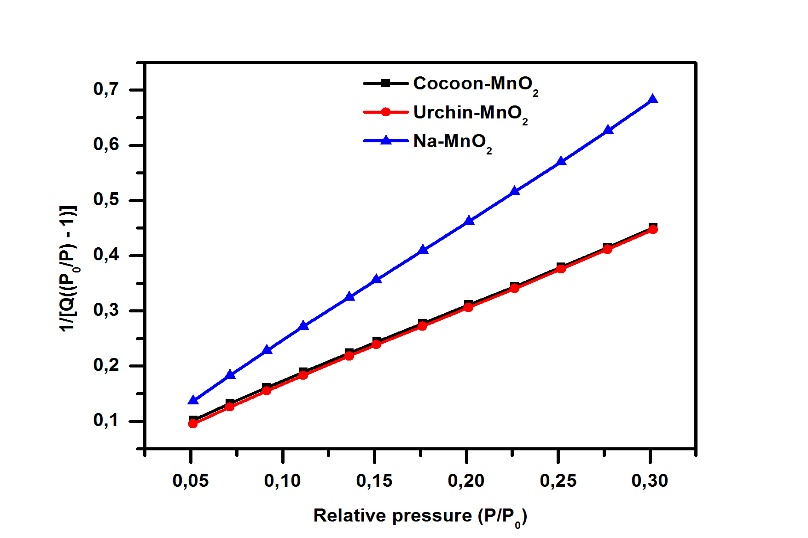 Cocoon-MnO₂
Urchin-MnO₂
Na-MnO₂
1/[Q((P₀/P) - 1)]
0,7
0,6
0,5
0,4
0,3
0,2
0,1
0,05 0,10 0,15 0,20 0,25 0,30
Relative pressure (P/P₀)